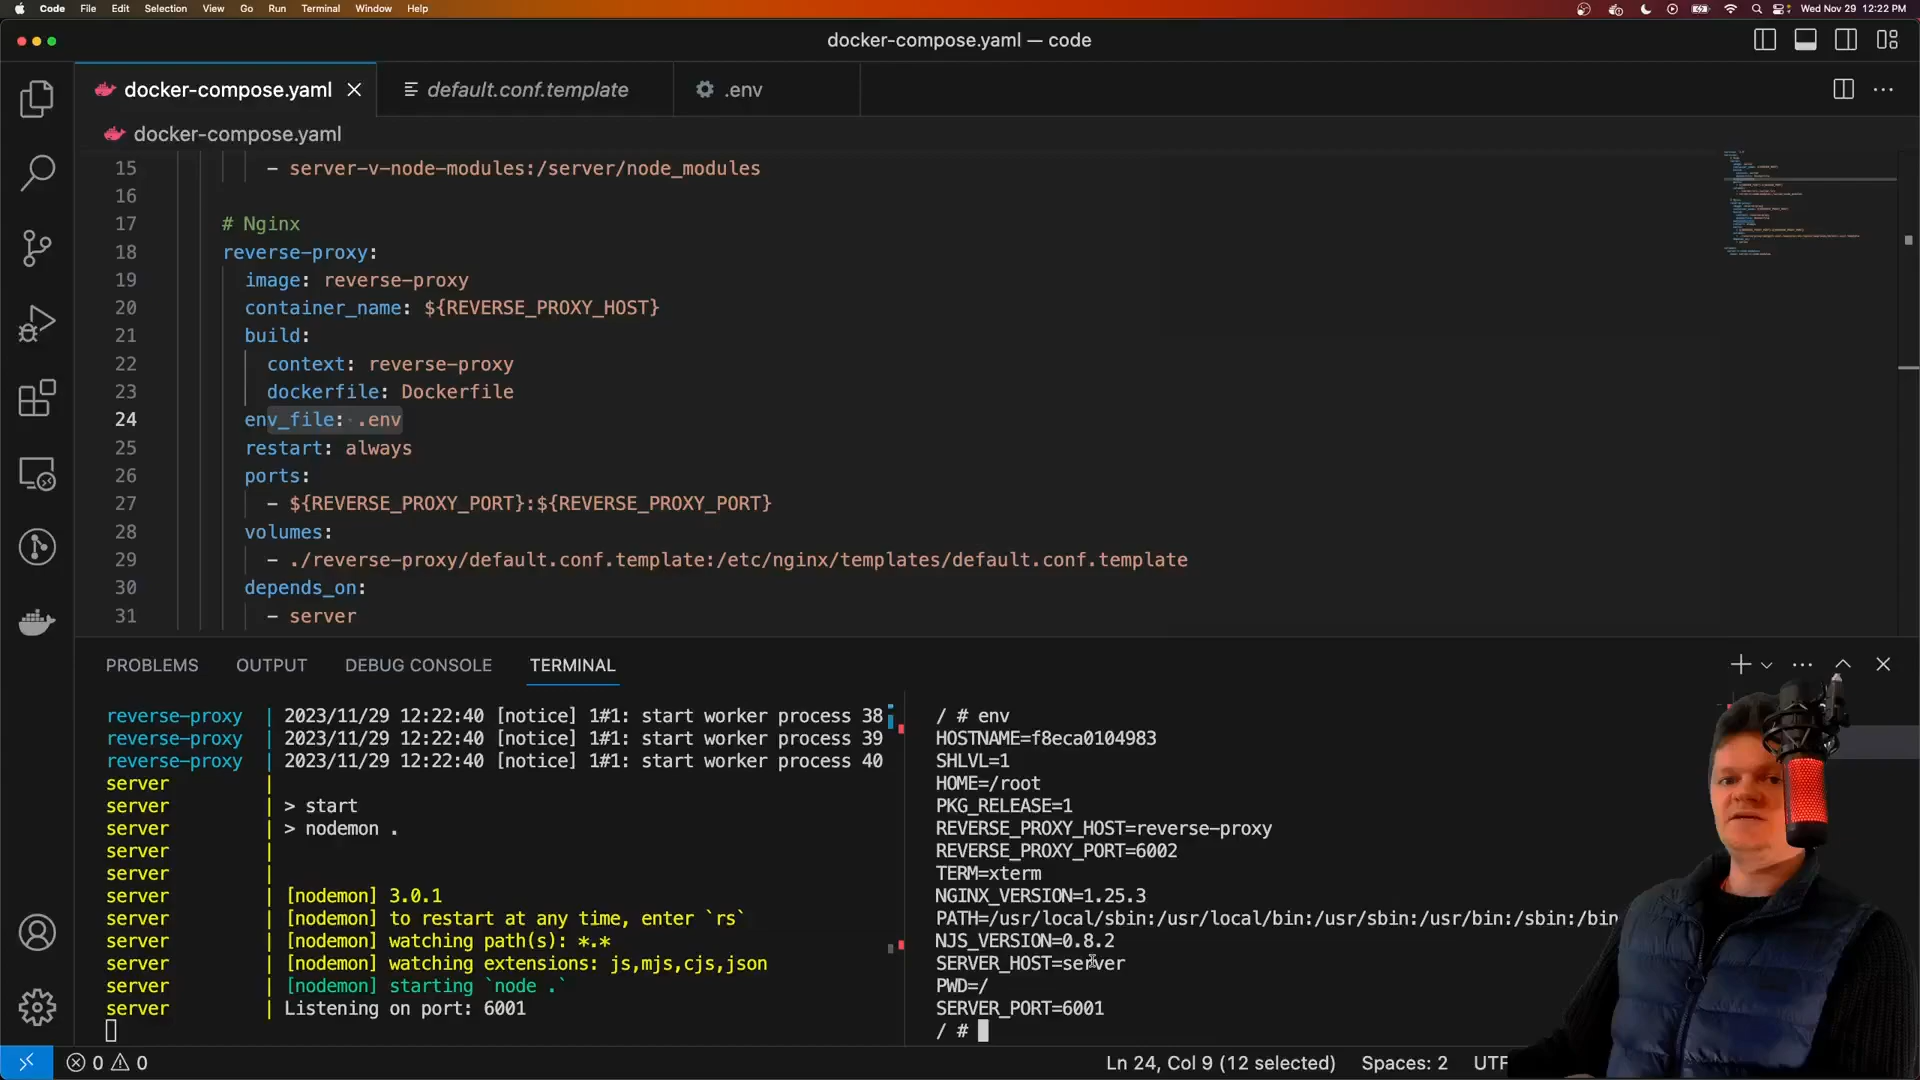 Code File Edit Selection View Go Run Terminal Window Help Wed Nov 29 12:22 PM
docker-compose.yaml — code
docker-compose.yaml default.conf.template .env
docker-compose.yaml
15 - server-v-node-modules:/server/node_modules
16
17 # Nginx
18 reverse-proxy:
19 image: reverse-proxy
20 container_name: ${REVERSE_PROXY_HOST}
21 build:
22 context: reverse-proxy
23 dockerfile: Dockerfile
24 env_file: .env
25 restart: always
26 ports:
27 - ${REVERSE_PROXY_PORT}:${REVERSE_PROXY_PORT}
28 volumes:
29 - ./reverse-proxy/default.conf.template:/etc/nginx/templates/default.conf.template
30 depends_on:
31 - server
PROBLEMS OUTPUT DEBUG CONSOLE TERMINAL
reverse-proxy | 2023/11/29 12:22:40 [notice] 1#1: start worker process 38
reverse-proxy | 2023/11/29 12:22:40 [notice] 1#1: start worker process 39
reverse-proxy | 2023/11/29 12:22:40 [notice] 1#1: start worker process 40
server |
server | > start
server | > nodemon .
server |
server |
server | [nodemon] 3.0.1
server | [nodemon] to restart at any time, enter `rs`
server | [nodemon] watching path(s): *.*
server | [nodemon] watching extensions: js,mjs,cjs,json
server | [nodemon] starting `node .`
server | Listening on port: 6001
/ # env
HOSTNAME=f8eca0104983
SHLVL=1
HOME=/root
PKG_RELEASE=1
REVERSE_PROXY_HOST=reverse-proxy
REVERSE_PROXY_PORT=6002
TERM=xterm
NGINX_VERSION=1.25.3
PATH=/usr/local/sbin:/usr/local/bin:/usr/sbin:/usr/bin:/sbin:/bin
NJS_VERSION=0.8.2
SERVER_HOST=server
PWD=/
SERVER_PORT=6001
/ #
0 0 Ln 24, Col 9 (12 selected) Spaces: 2 UTF